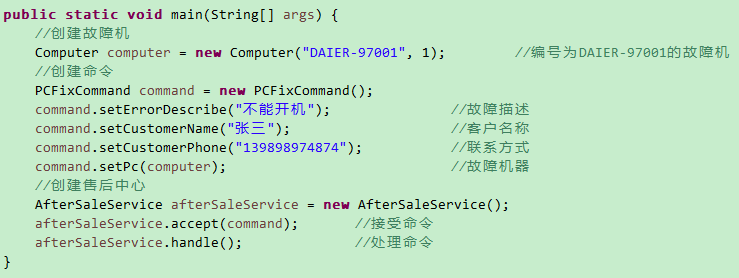 public static void main(String[] args) {
//创建故障机
Computer computer = new Computer("DAIER-97001", 1); //编号为DAIER-97001的故障机
//创建命令
PCFixCommand command = new PCFixCommand();
command.setErrorDescribe("不能开机"); //故障描述
command.setCustomerName("张三"); //客户名称
command.setCustomerPhone("139898974874"); //联系方式
command.setPc(computer); //故障机器
//创建售后中心
AfterSaleService afterSaleService = new AfterSaleService();
afterSaleService.accept(command); //接受命令
afterSaleService.handle(); //处理命令
}